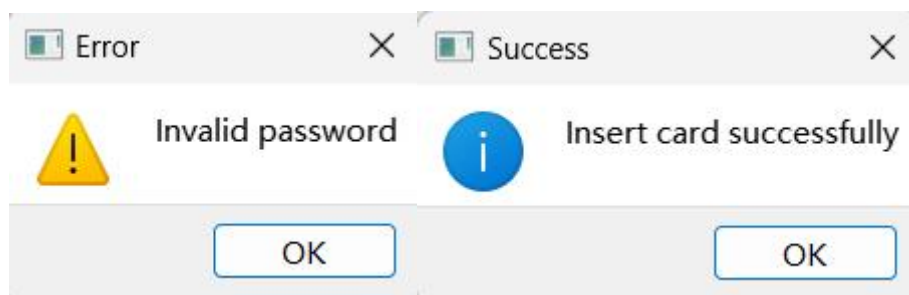 Error
Invalid password
OK
Success
Insert card successfully
OK